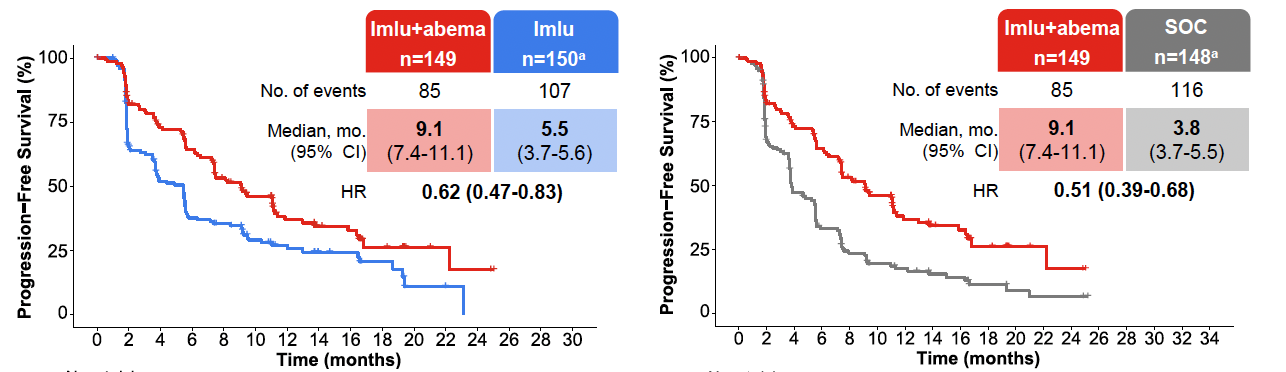 Imlu+abema
n=149
Imlu
n=150ᵃ
No. of events
85
107
Median, mo.
(95% CI)
9.1
(7.4-11.1)
5.5
(3.7-5.6)
HR
0.62 (0.47-0.83)
Progression–Free Survival (%)
100
75
50
25
0
0 2 4 6 8 10 12 14 16 18 20 22 24 26 28 30
Time (months)
Imlu+abema
n=149
SOC
n=148ᵃ
No. of events
85
116
Median, mo.
(95% CI)
9.1
(7.4-11.1)
3.8
(3.7-5.5)
HR
0.51 (0.39-0.68)
Progression–Free Survival (%)
100
75
50
25
0
0 2 4 6 8 10 12 14 16 18 20 22 24 26 28 30 32 34
Time (months)